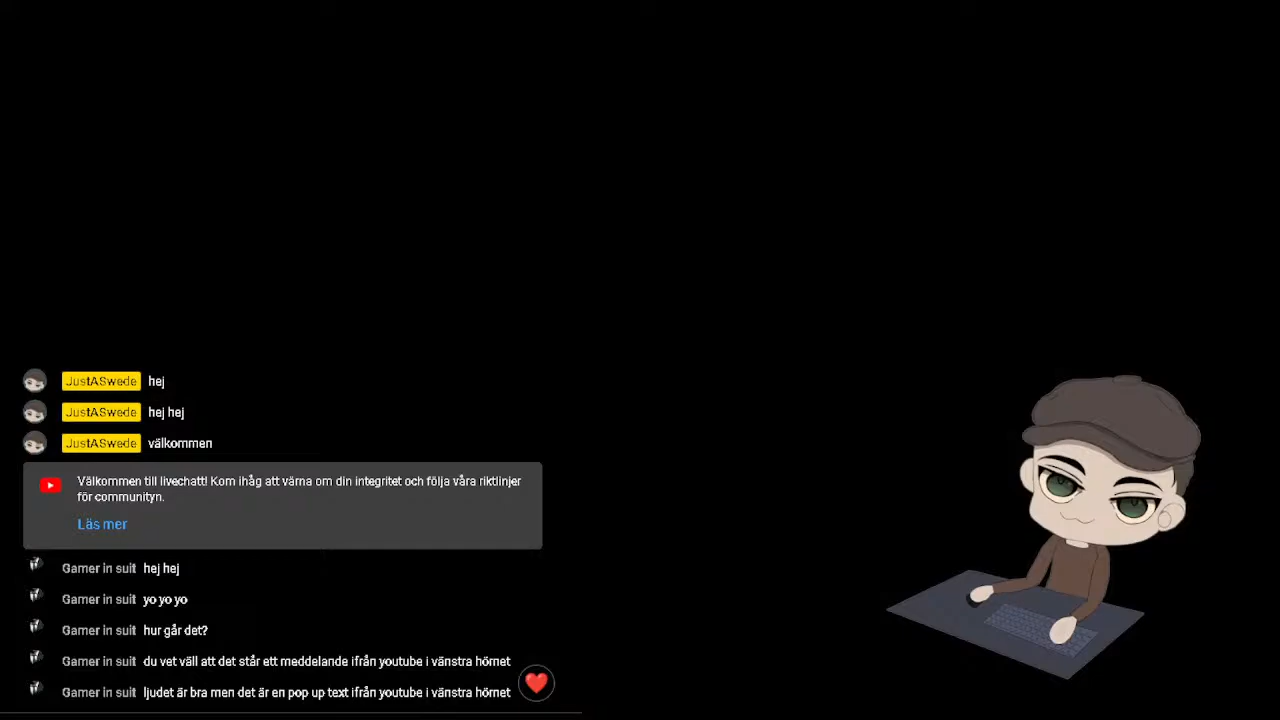 JustASwede hej
JustASwede hej hej
JustASwede välkommen
Välkommen till livechatt! Kom ihåg att värna om din integritet och följa våra riktlinjer
för communityn.
Läs mer
Gamer in suit hej hej
Gamer in suit yo yo yo
Gamer in suit hur går det?
Gamer in suit du vet väll att det står ett meddelande ifrån youtube i vänstra hörnet
Gamer in suit ljudet är bra men det är en pop up text ifrån youtube i vänstra hörnet